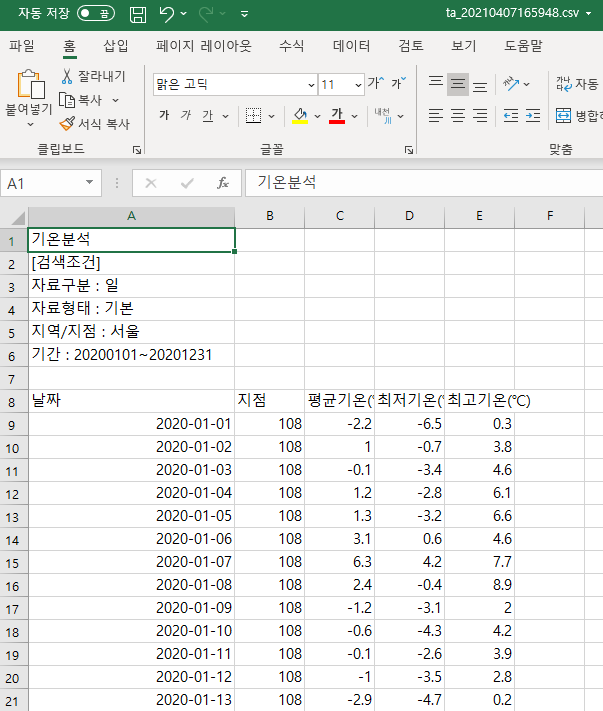 자동 저장 끔 ta_20210407165948.csv
파일 홈 삽입 페이지 레이아웃 수식 데이터 검토 보기 도움말
붙여넣기
잘라내기
복사
서식 복사
클립보드
맑은 고딕 11 가 가
가 가 가 가 내천
글꼴
가나다 자동
병합하
맞춤
A1 fx 기온분석
A B C D E F
1 기온분석
2 [검색조건]
3 자료구분 : 일
4 자료형태 : 기본
5 지역/지점 : 서울
6 기간 : 20200101~20201231
7
8 날짜 지점 평균기온(℃ 최저기온(℃ 최고기온(℃)
9 2020-01-01 108 -2.2 -6.5 0.3
10 2020-01-02 108 1 -0.7 3.8
11 2020-01-03 108 -0.1 -3.4 4.6
12 2020-01-04 108 1.2 -2.8 6.1
13 2020-01-05 108 1.3 -3.2 6.6
14 2020-01-06 108 3.1 0.6 4.6
15 2020-01-07 108 6.3 4.2 7.7
16 2020-01-08 108 2.4 -0.4 8.9
17 2020-01-09 108 -1.2 -3.1 2
18 2020-01-10 108 -0.6 -4.3 4.2
19 2020-01-11 108 -0.1 -2.6 3.9
20 2020-01-12 108 -1 -3.5 2.8
21 2020-01-13 108 -2.9 -4.7 0.2